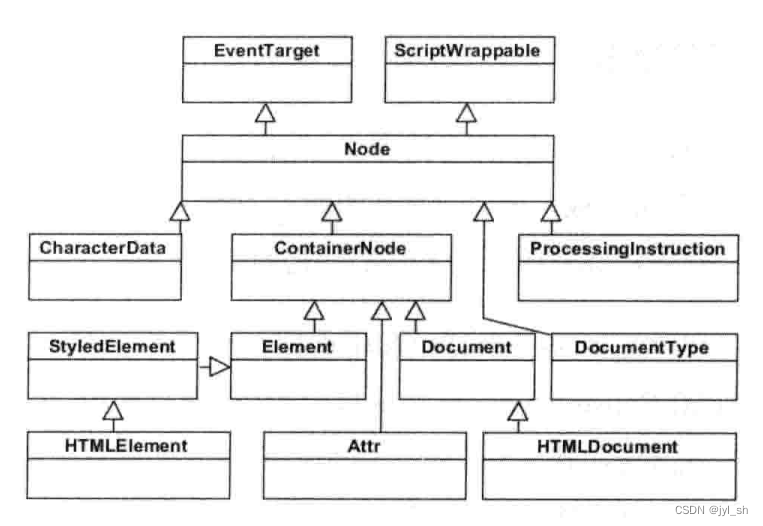 EventTarget
ScriptWrappable
Node
CharacterData
ContainerNode
ProcessingInstruction
StyledElement
Element
Document
DocumentType
HTMLElement
Attr
HTMLDocument
CSDN @jyl_sh